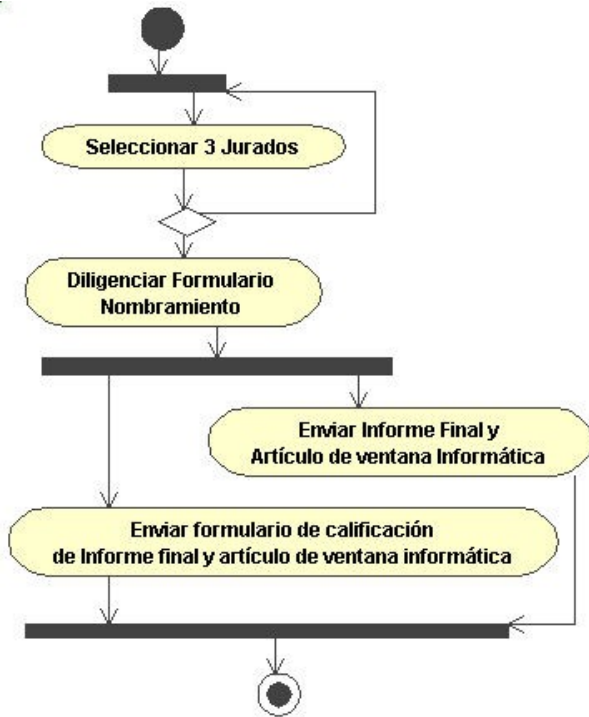 Seleccionar 3 Jurados
Diligenciar Formulario
Nombramiento
Enviar Informe Final y
Artículo de ventana Informática
Enviar formulario de calificación
de Informe final y artículo de ventana informática